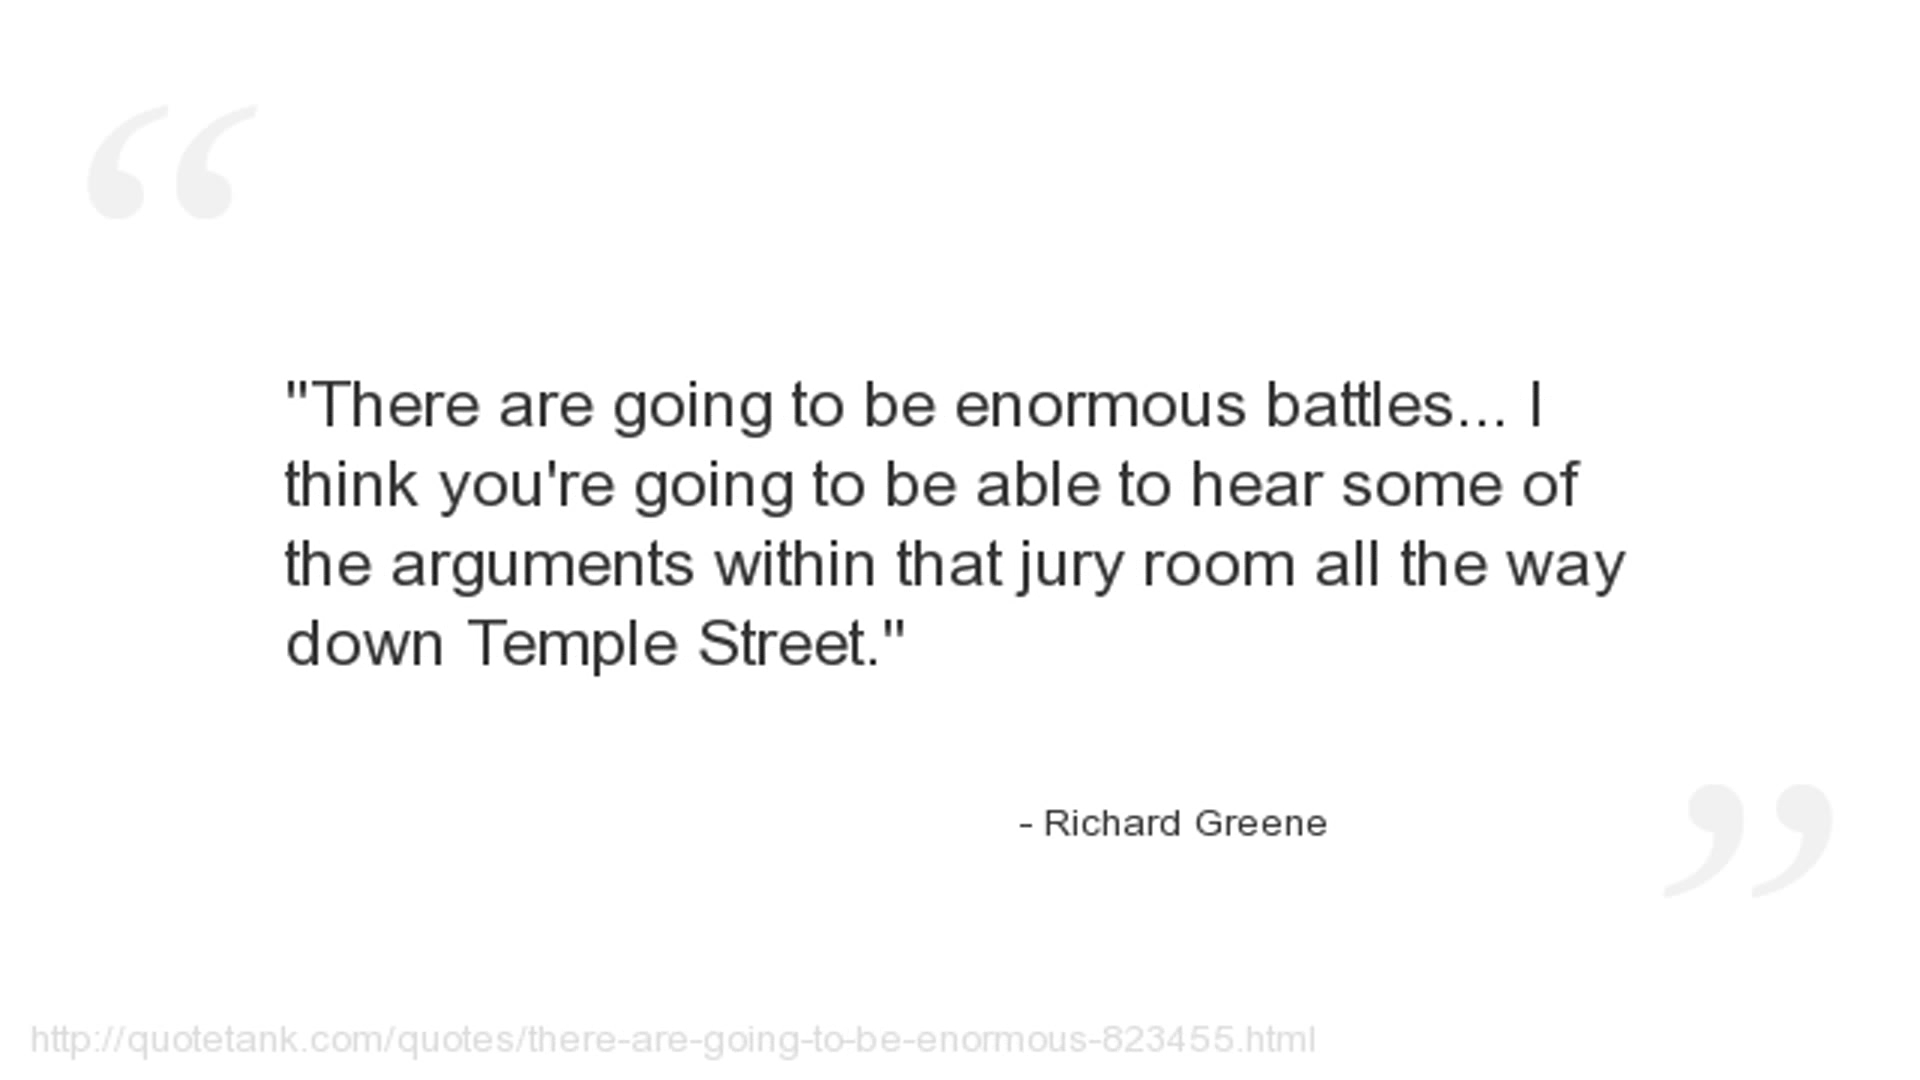 "There are going to be enormous battles... I
think you're going to be able to hear some of
the arguments within that jury room all the way
down Temple Street."
- Richard Greene
http://quotetank.com/quotes/there-are-going-to-be-enormous-823455.html